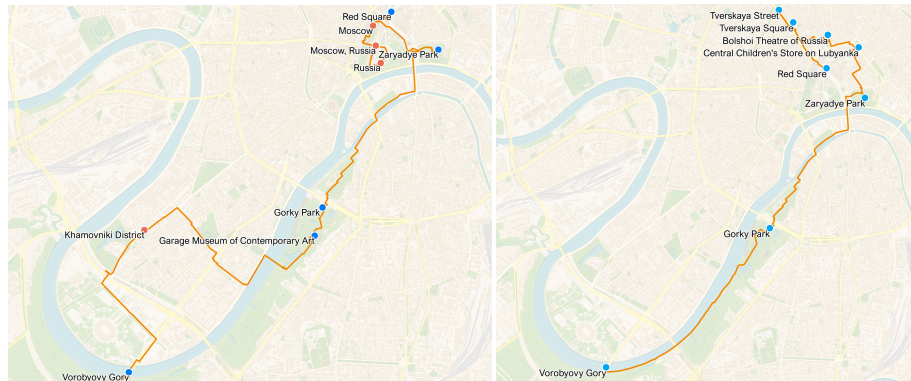 Red Square
Moscow
Moscow, Russia
Zaryadye Park
Russia
Gorky Park
Khamovniki District
Garage Museum of Contemporary Art
Vorobyovy Gory
Tverskaya Street
Tverskaya Square
Bolshoi Theatre of Russia
Central Children's Store on Lubyanka
Red Square
Zaryadye Park
Gorky Park
Vorobyovy Gory